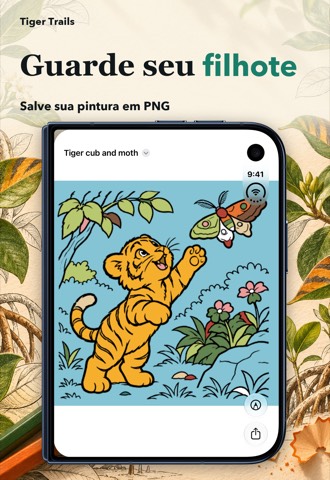 Tiger Trails
Guarde seu filhote
Salve sua pintura em PNG
Tiger cub and moth
9:41